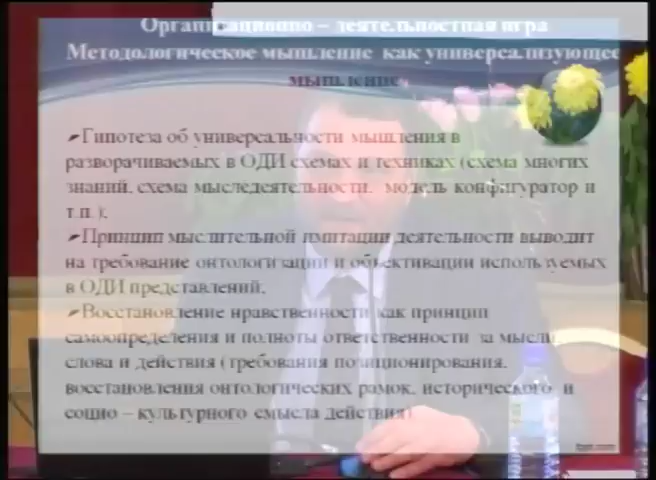 Организационно – деятельностная игра
Методологическое мышление как универсализующее
мышление
Гипотеза об универсальности мышления в
разворачиваемых в ОДИ схемах и техниках (схема многих
знаний, схема мыследеятельности, модель конфигуратор и
т.п.).
Принцип мыслительной имитации деятельности выводит
на требование онтологизации и объективации используемых
в ОДИ представлений.
Восстановление нравственности как принцип
самоопределения и полноты ответственности за мысли,
слова и действия (требования позиционирования,
восстановления онтологических рамок, исторического и
социо – культурного смысла действия)